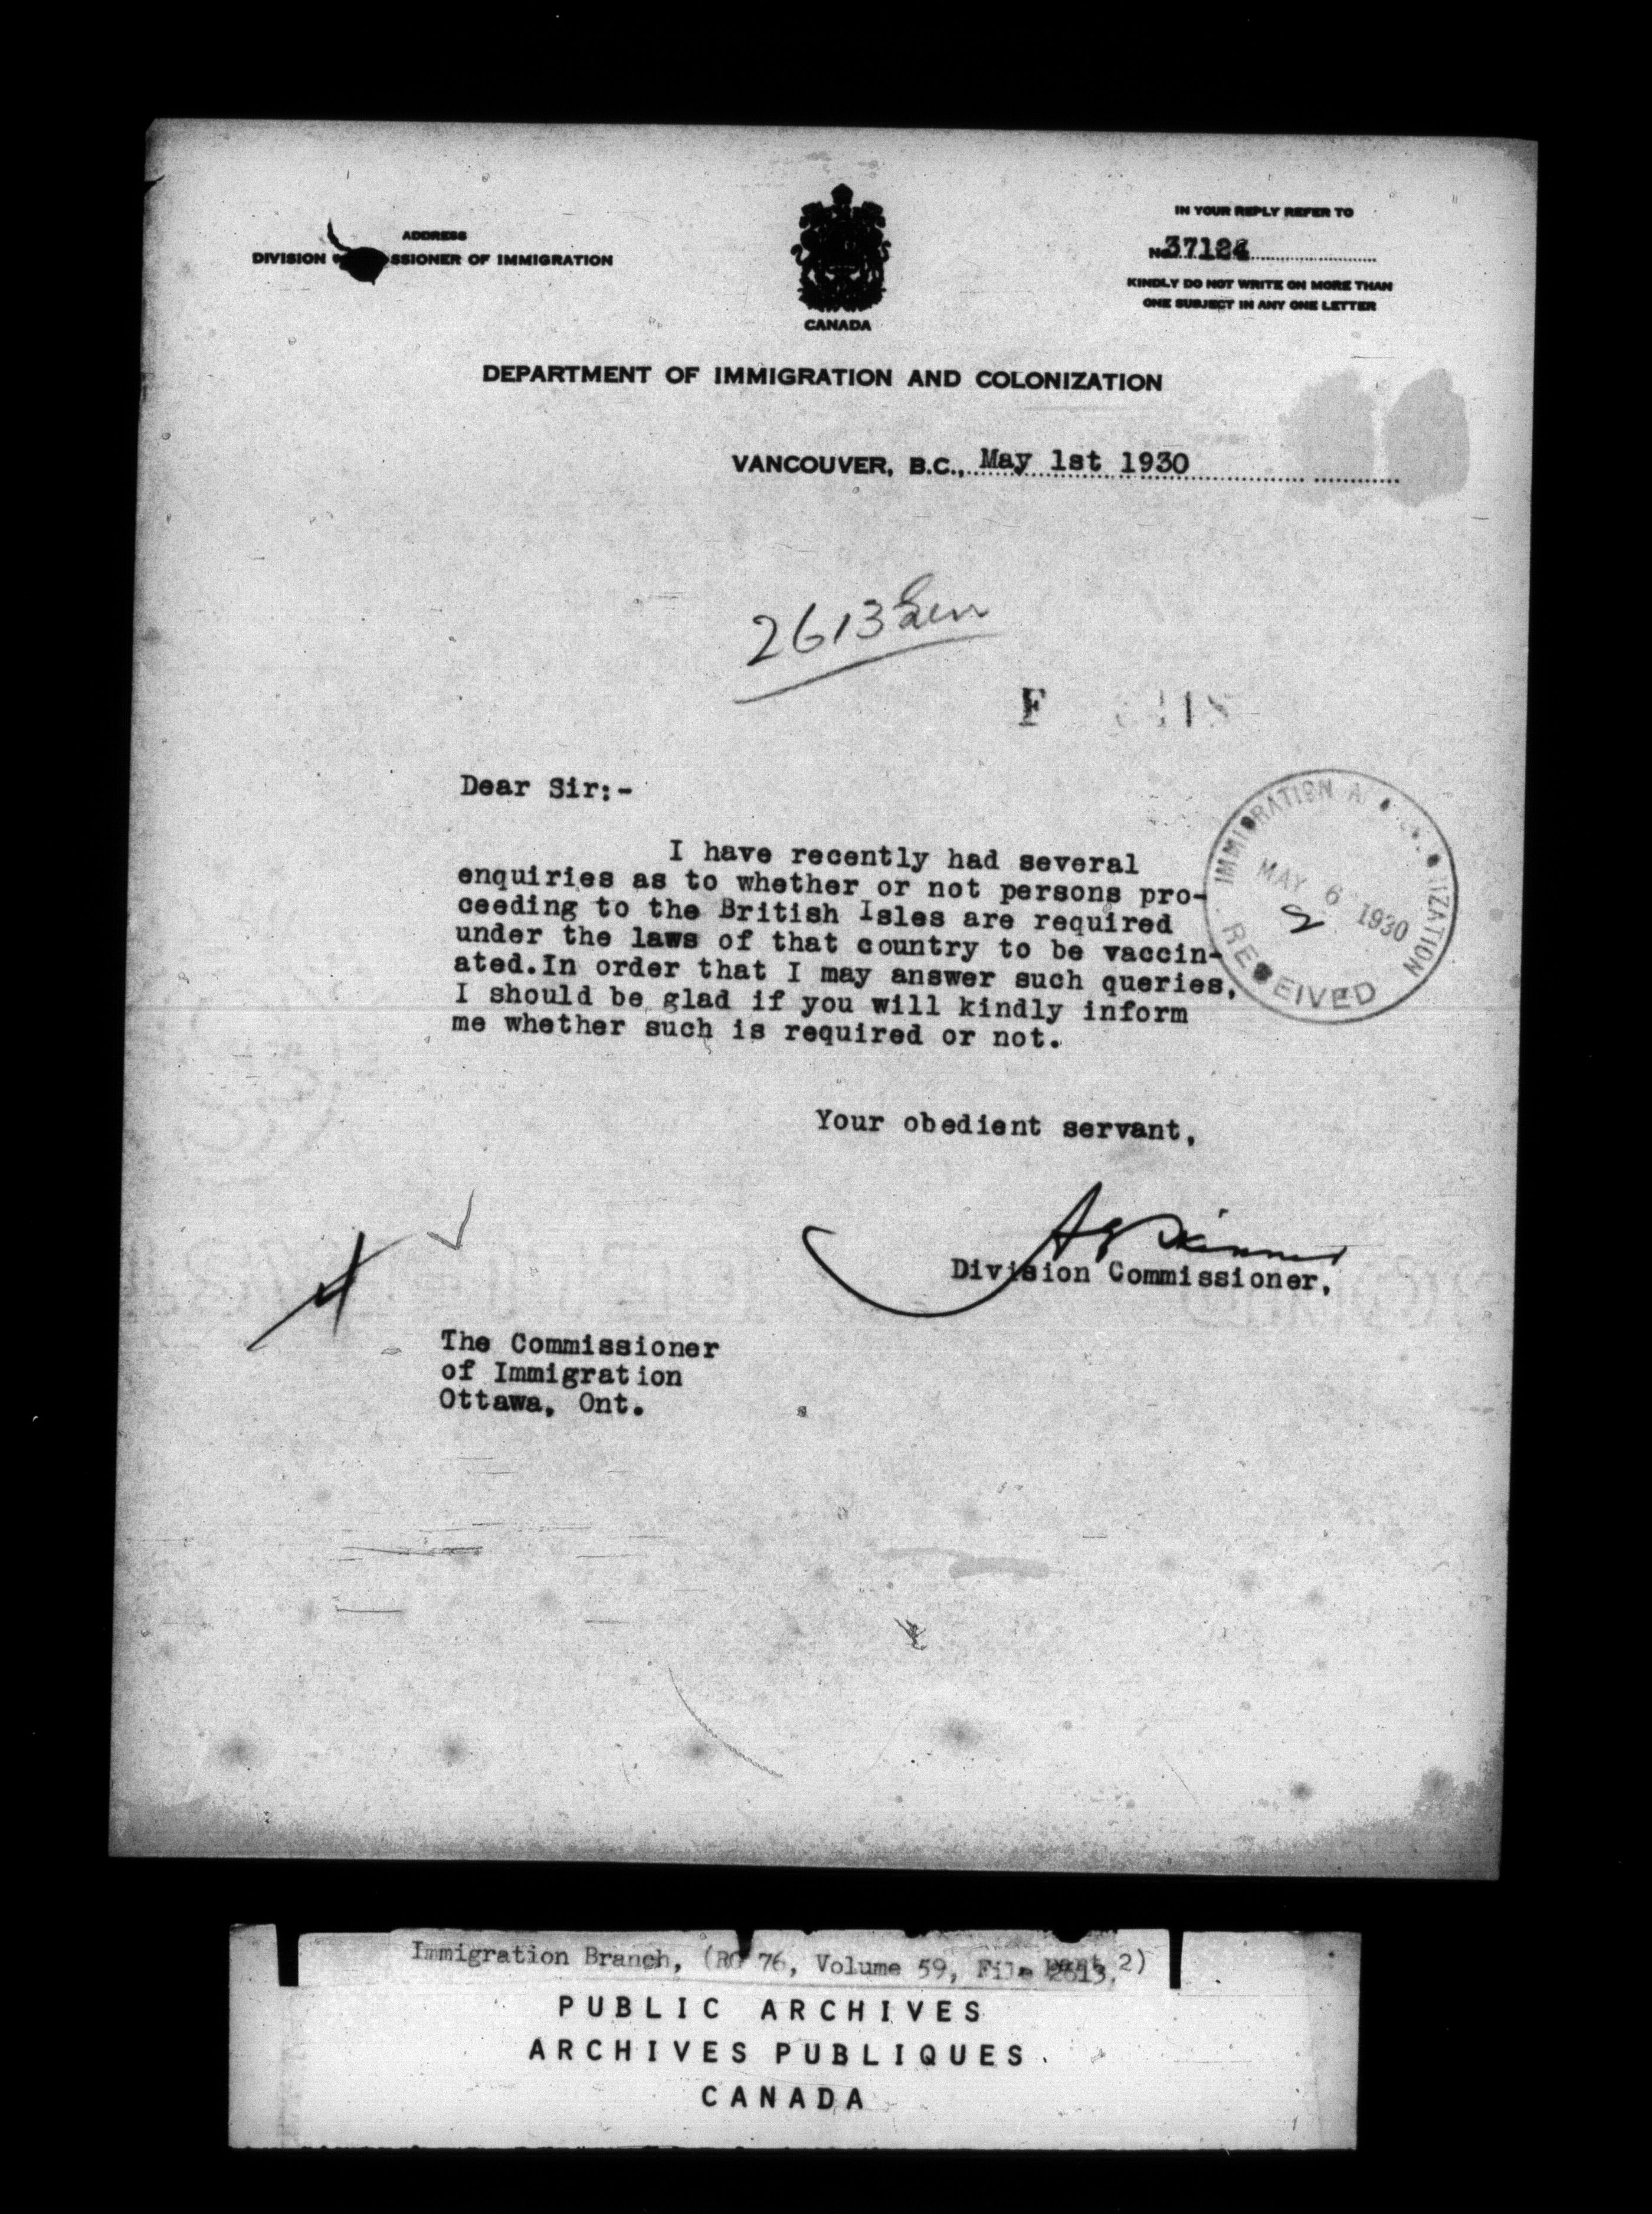 ADDRESS
DIVISION SSIONER OF IMMIGRATION
CANADA
IN YOUR REPLY REFER TO
No. 37124
KINDLY DO NOT WRITE ON MORE THAN
ONE SUBJECT IN ANY ONE LETTER
DEPARTMENT OF IMMIGRATION AND COLONIZATION
VANCOUVER, B.C., May 1st 1930
2613 Gen
F
Dear Sir:-
I have recently had several
enquiries as to whether or not persons pro-
ceeding to the British Isles are required
under the laws of that country to be vaccin-
ated.In order that I may answer such queries,
I should be glad if you will kindly inform
me whether such is required or not.
IMMIGRATION
MAY 6 1930
RECEIVED
Your obedient servant,
Division Commissioner,
The Commissioner
of Immigration
Ottawa, Ont.
Immigration Branch, (RG 76, Volume 59, File 2613, part 2)
PUBLIC ARCHIVES
ARCHIVES PUBLIQUES
CANADA